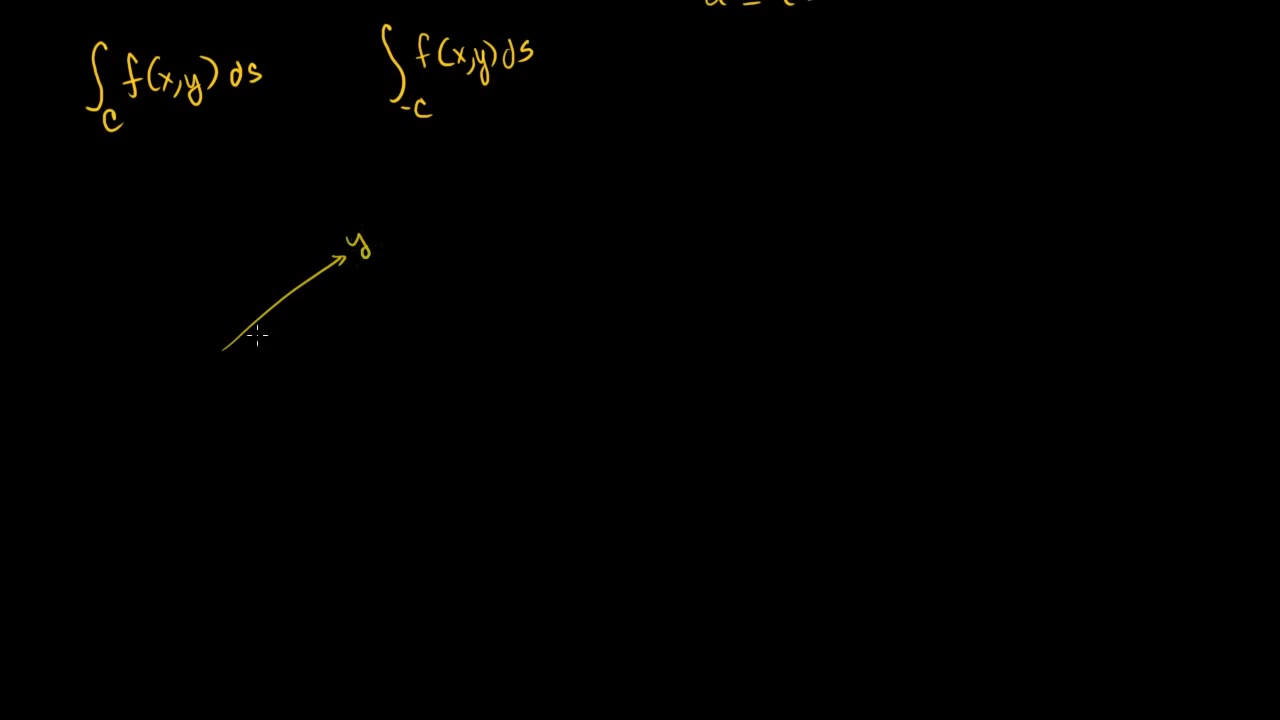 ∫_C f(x,y) ds ∫_{-C} f(x,y) ds
y